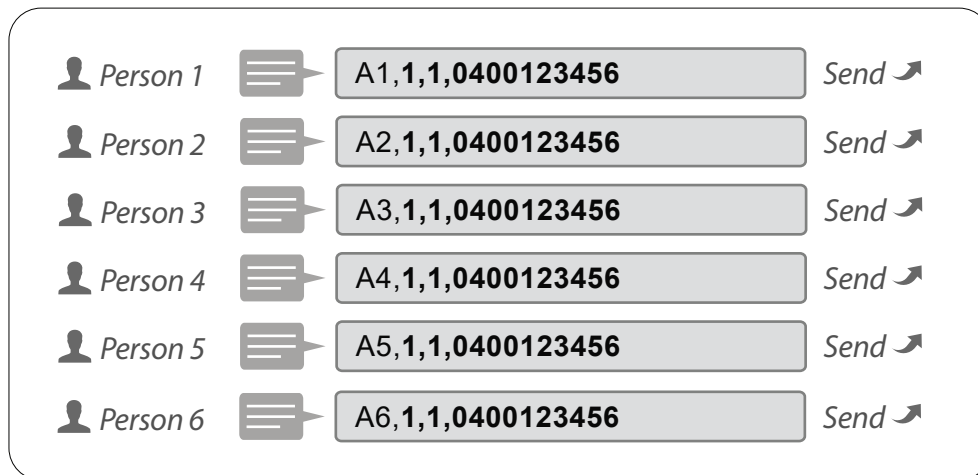 Person 1 A1,1,1,0400123456 Send
Person 2 A2,1,1,0400123456 Send
Person 3 A3,1,1,0400123456 Send
Person 4 A4,1,1,0400123456 Send
Person 5 A5,1,1,0400123456 Send
Person 6 A6,1,1,0400123456 Send